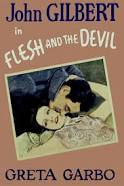 John GILBERT
in
FLESH AND THE DEVIL
GRETA GARBO